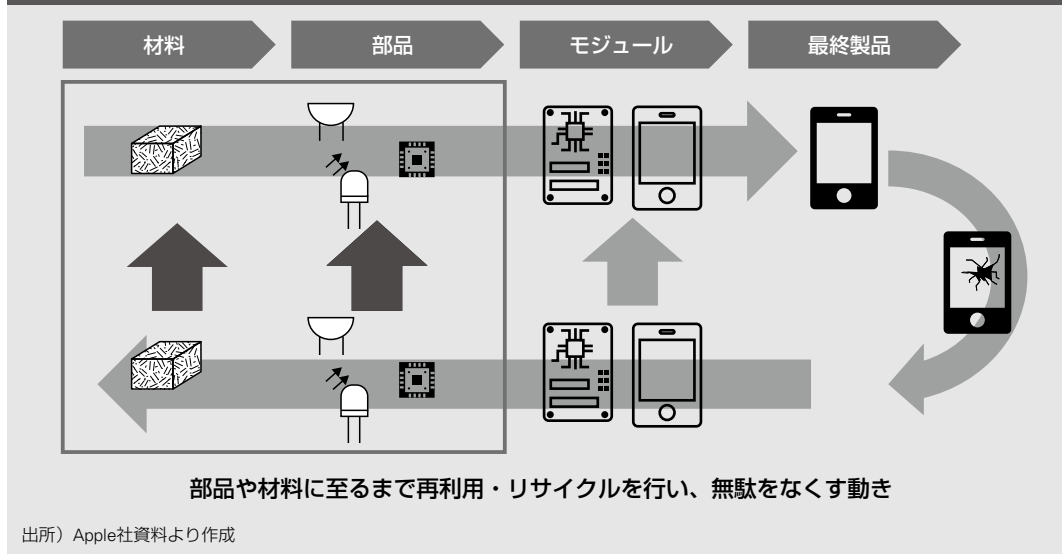 材料
部品
モジュール
最終製品
部品や材料に至るまで再利用・リサイクルを行い、無駄をなくす動き
出所）Apple社資料より作成